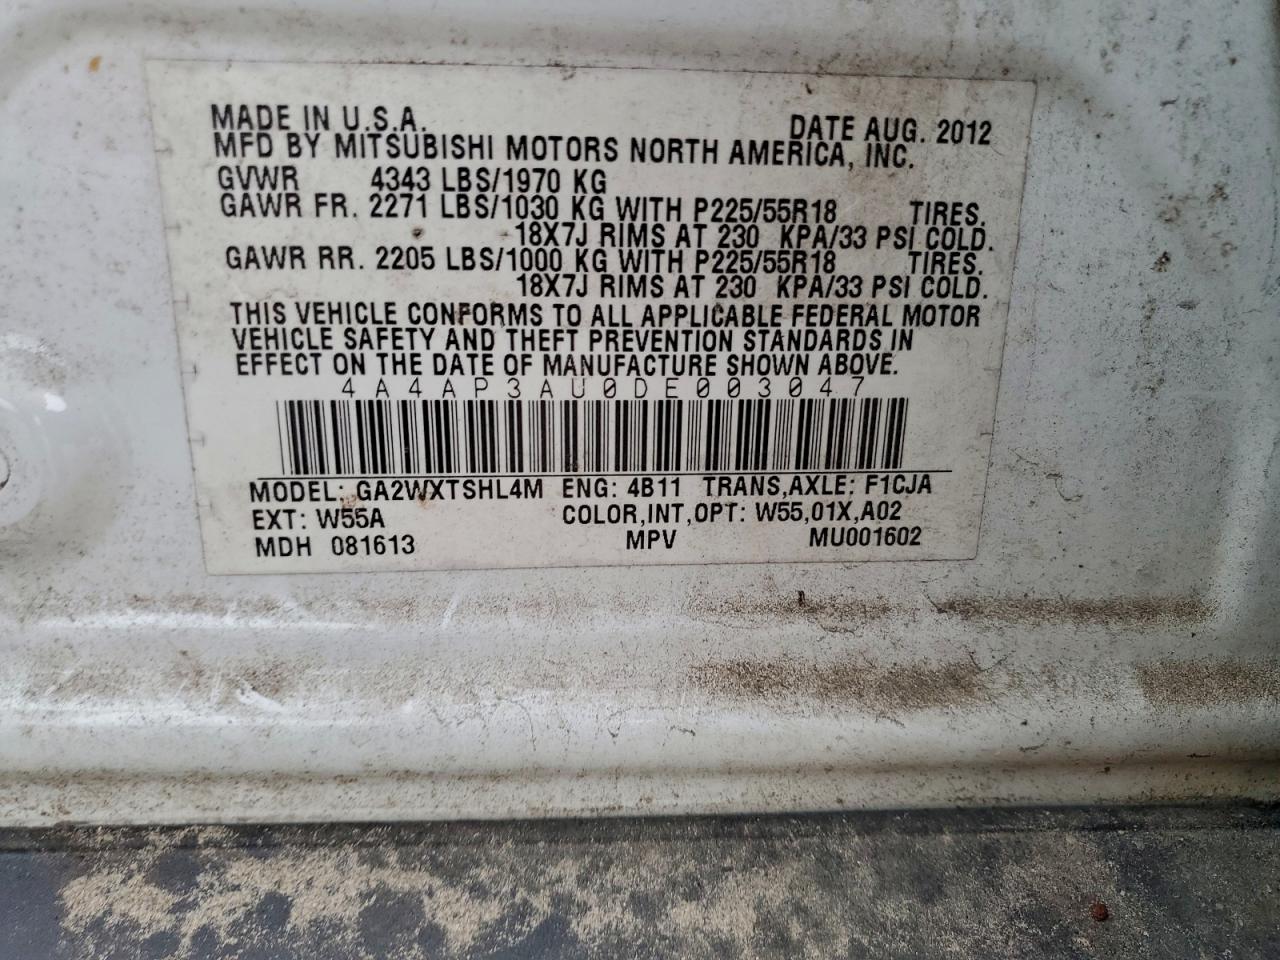 MADE IN U.S.A. DATE AUG. 2012
MFD BY MITSUBISHI MOTORS NORTH AMERICA, INC.
GVWR 4343 LBS/1970 KG
GAWR FR. 2271 LBS/1030 KG WITH P225/55R18 TIRES.
18X7J RIMS AT 230 KPA/33 PSI COLD.
GAWR RR. 2205 LBS/1000 KG WITH P225/55R18 TIRES.
18X7J RIMS AT 230 KPA/33 PSI COLD.
THIS VEHICLE CONFORMS TO ALL APPLICABLE FEDERAL MOTOR
VEHICLE SAFETY AND THEFT PREVENTION STANDARDS IN
EFFECT ON THE DATE OF MANUFACTURE SHOWN ABOVE.
4A4AP3AU0DE003047
MODEL: GA2WXTSHL4M ENG: 4B11 TRANS,AXLE: F1CJA
EXT: W55A COLOR,INT,OPT: W55,01X,A02
MDH 081613 MPV MU001602